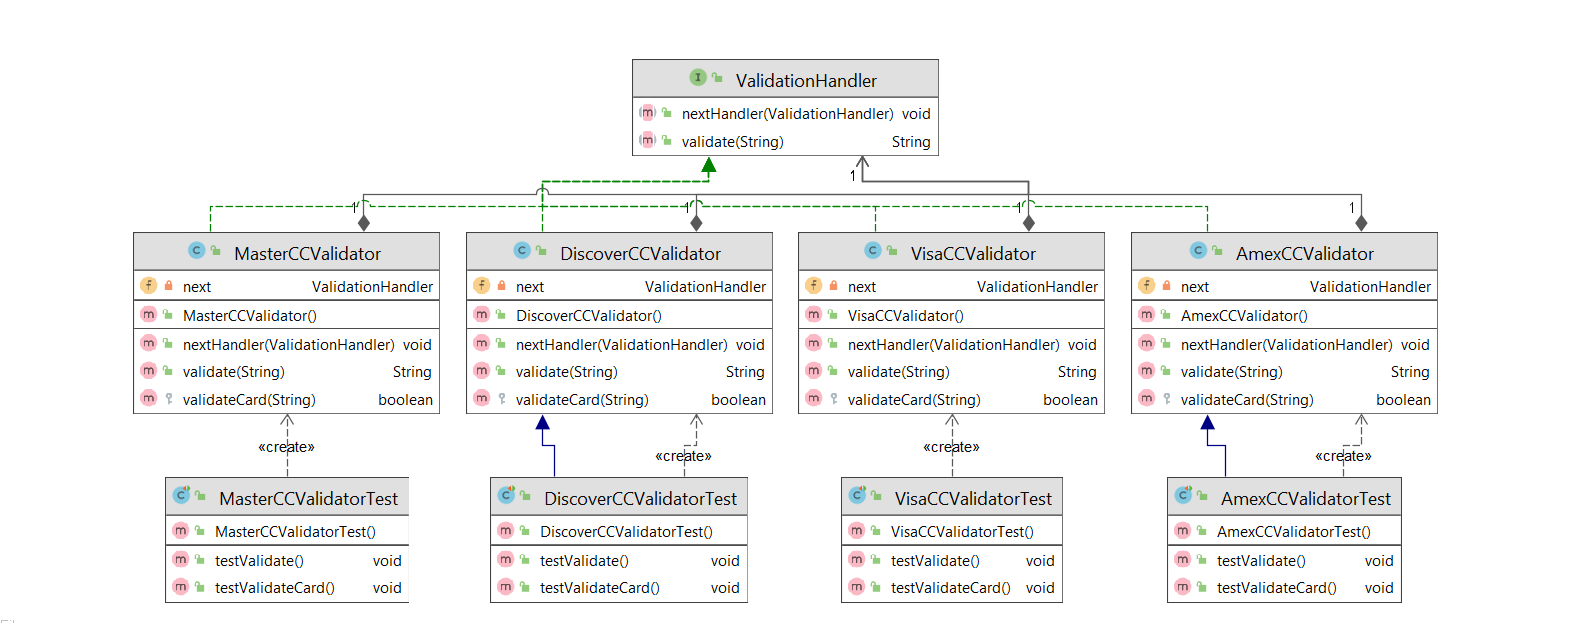 ValidationHandler
nextHandler(ValidationHandler) void
validate(String) String
1
1
1
1
1
MasterCCValidator
next ValidationHandler
MasterCCValidator()
nextHandler(ValidationHandler) void
validate(String) String
validateCard(String) boolean
DiscoverCCValidator
next ValidationHandler
DiscoverCCValidator()
nextHandler(ValidationHandler) void
validate(String) String
validateCard(String) boolean
VisaCCValidator
next ValidationHandler
VisaCCValidator()
nextHandler(ValidationHandler) void
validate(String) String
validateCard(String) boolean
AmexCCValidator
next ValidationHandler
AmexCCValidator()
nextHandler(ValidationHandler) void
validate(String) String
validateCard(String) boolean
«create»
«create»
«create»
«create»
MasterCCValidatorTest
MasterCCValidatorTest()
testValidate() void
testValidateCard() void
DiscoverCCValidatorTest
DiscoverCCValidatorTest()
testValidate() void
testValidateCard() void
VisaCCValidatorTest
VisaCCValidatorTest()
testValidate() void
testValidateCard() void
AmexCCValidatorTest
AmexCCValidatorTest()
testValidate() void
testValidateCard() void